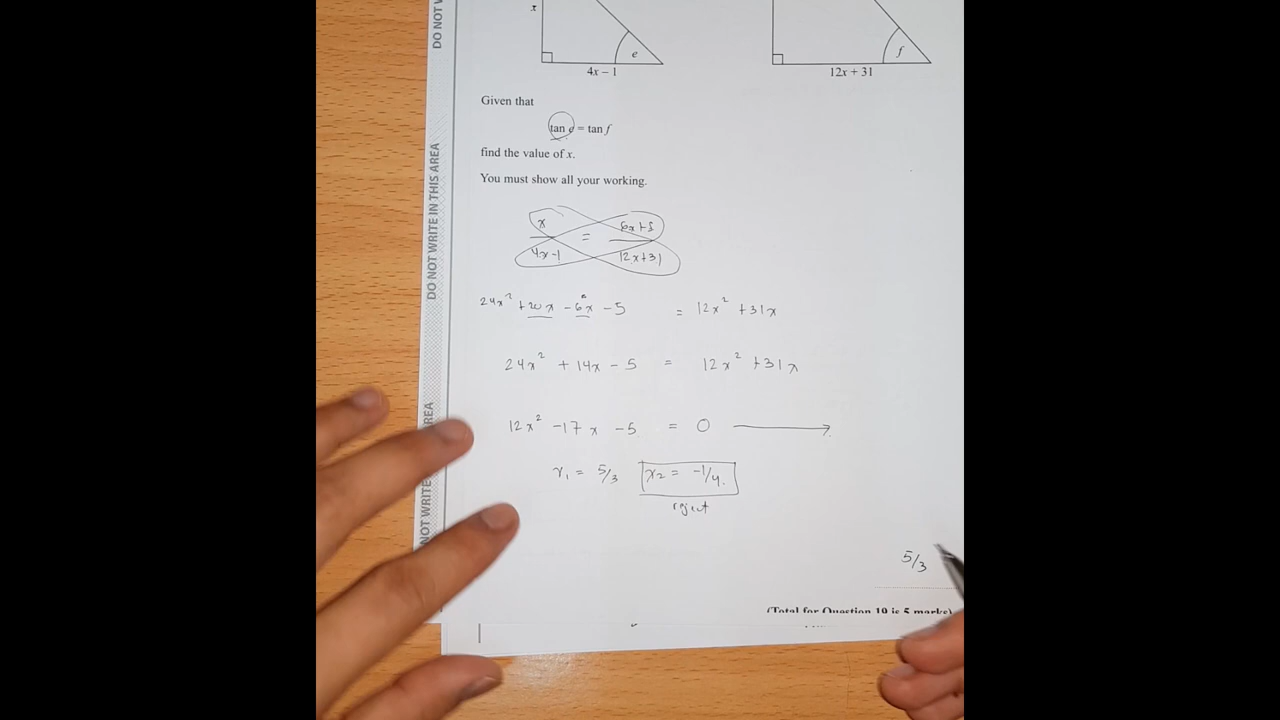 x
e
4x – 1
f
12x + 31
Given that
tan e = tan f
find the value of x.
You must show all your working.
x / 4x-1 = 6x+5 / 12x+31
24x² + 20x - 6x - 5 = 12x² + 31x
24x² + 14x - 5 = 12x² + 31x
12x² - 17x - 5 = 0
x₁ = 5/3 x₂ = -1/4.
reject
5/3
(Total for Question 19 is 5 marks)
DO NOT W
DO NOT WRITE IN THIS AREA
NOT WRITE AREA